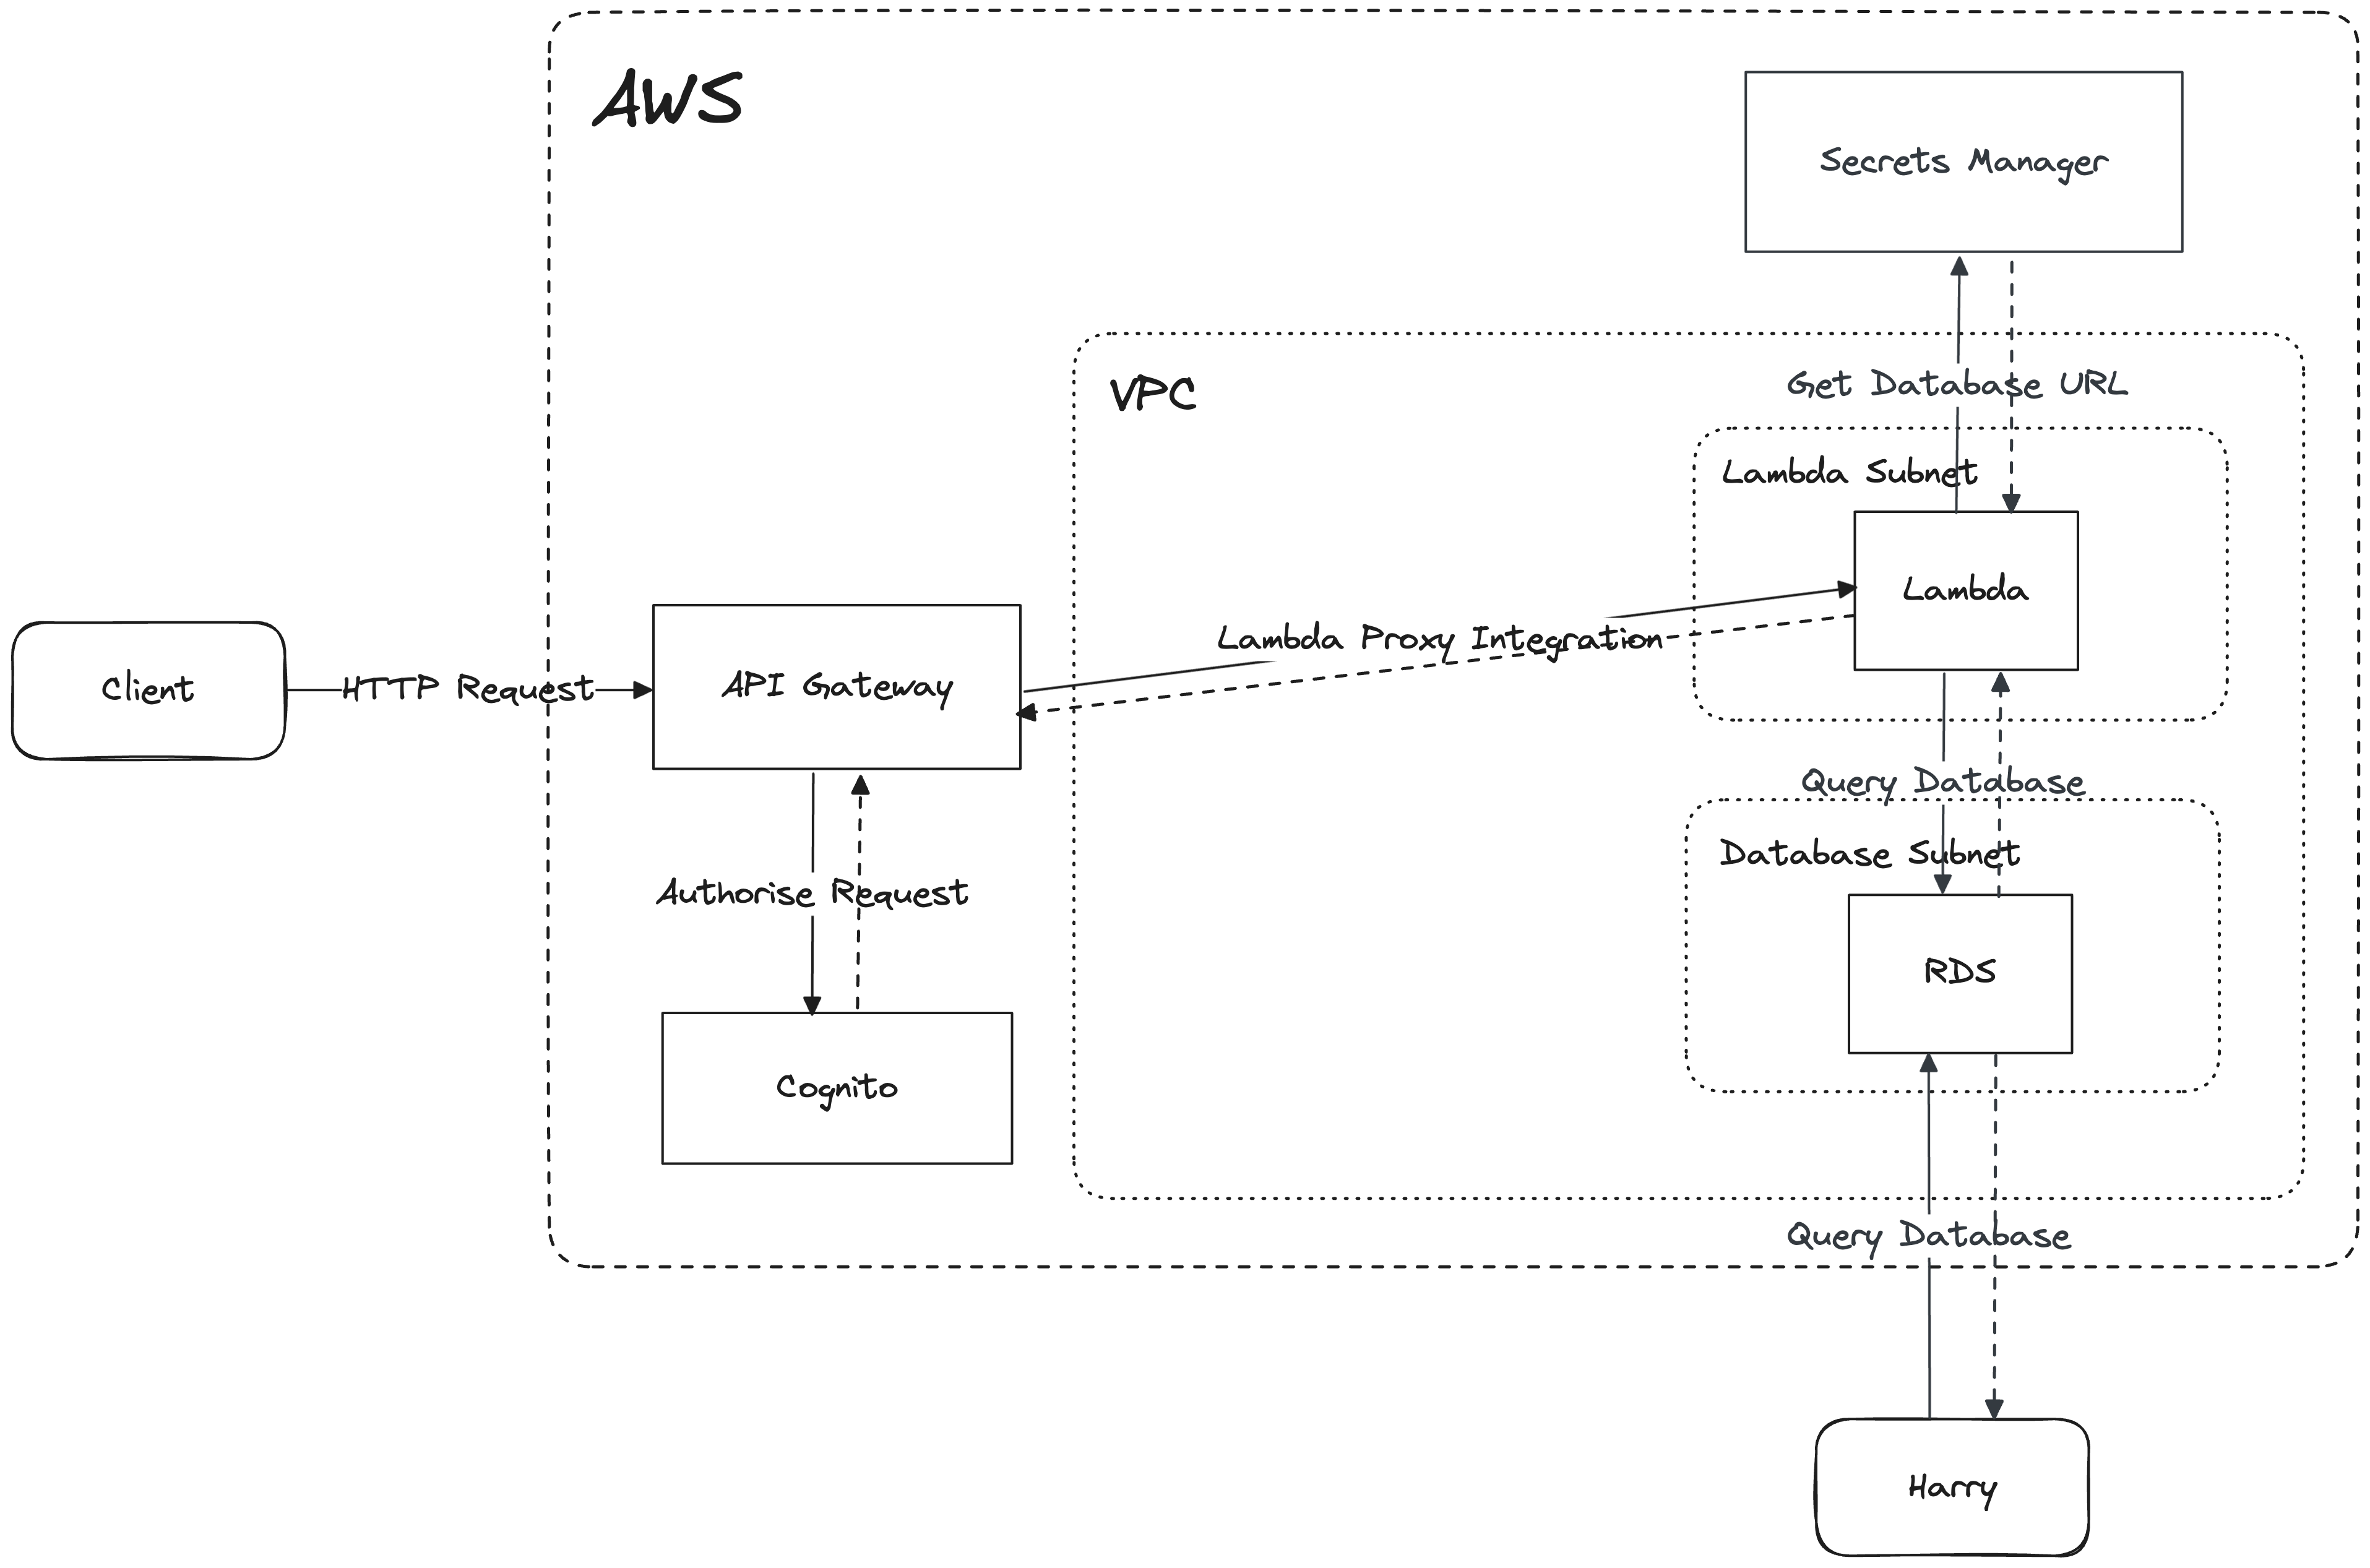 AWS
Secrets Manager
VPC
Get Database URL
Lambda Subnet
Lambda
Lambda Proxy Integration
Client
HTTP Request
API Gateway
Query Database
Database Subnet
Authorise Request
RDS
Cognito
Query Database
Harry